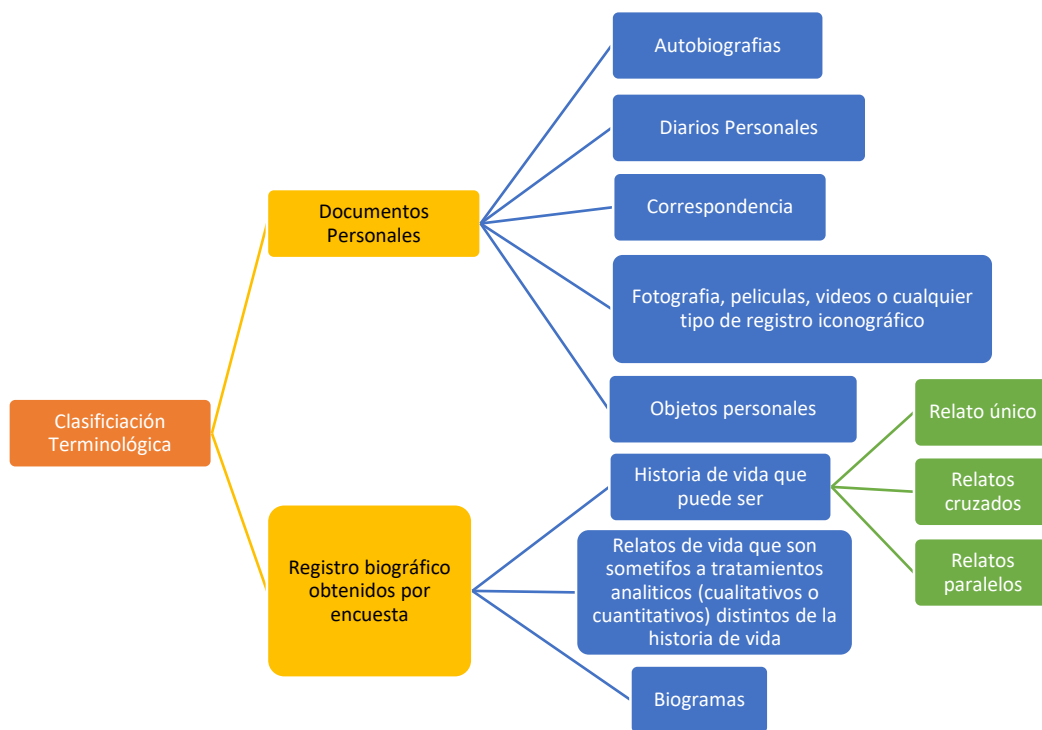 Clasificiación
Terminológica
Documentos
Personales
Autobiografias
Diarios Personales
Correspondencia
Fotografia, peliculas, videos o cualquier
tipo de registro iconográfico
Objetos personales
Registro biográfico
obtenidos por
encuesta
Historia de vida que
puede ser
Relato único
Relatos
cruzados
Relatos
paralelos
Relatos de vida que son
sometifos a tratamientos
analiticos (cualitativos o
cuantitativos) distintos de la
historia de vida
Biogramas